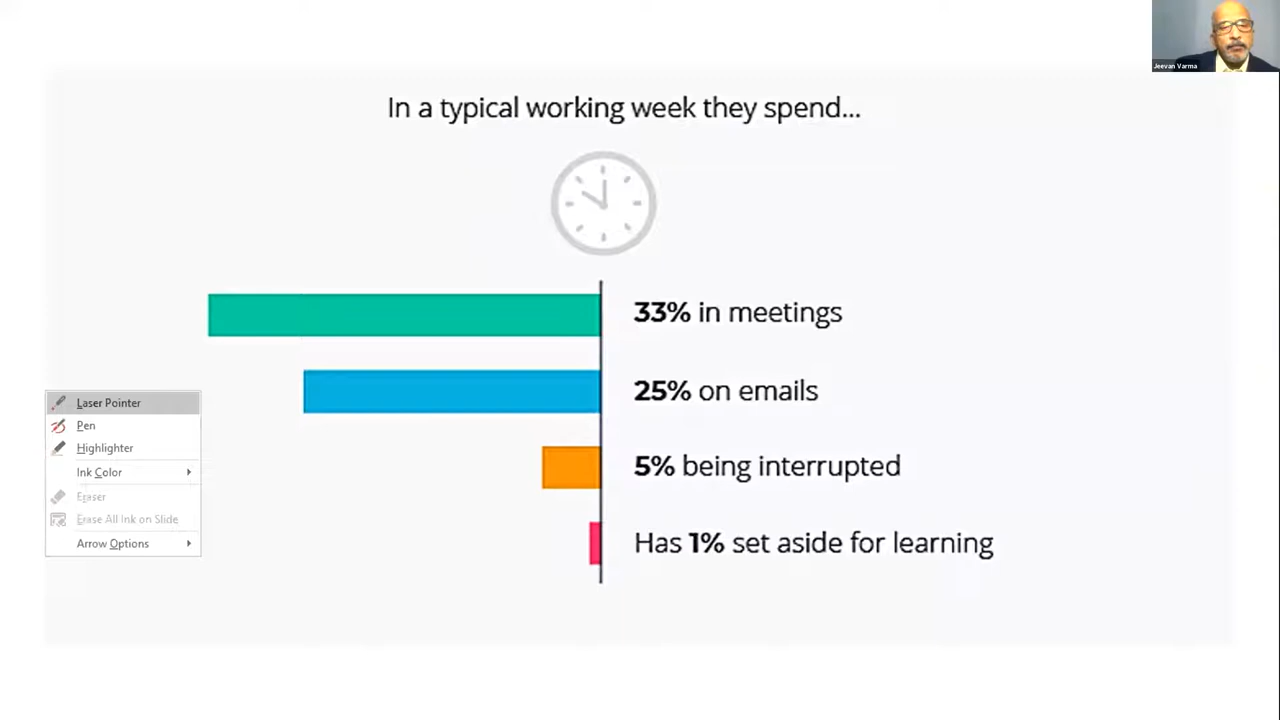 Jeevan Varma
In a typical working week they spend...
33% in meetings
25% on emails
5% being interrupted
Has 1% set aside for learning
Laser Pointer
Pen
Highlighter
Ink Color
Eraser
Erase All Ink on Slide
Arrow Options